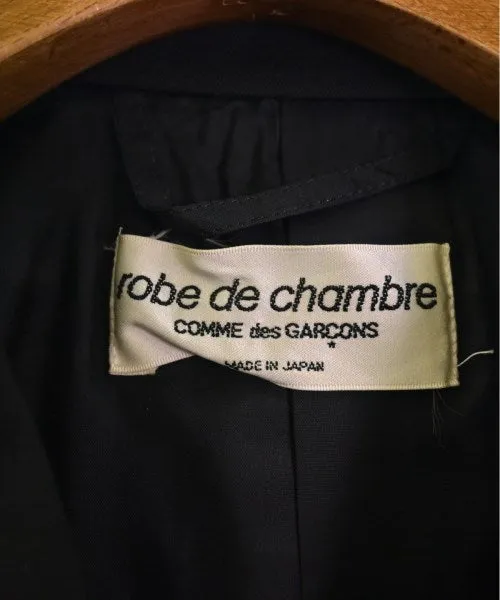 robe de chambre
COMME des GARÇONS
*
MADE IN JAPAN